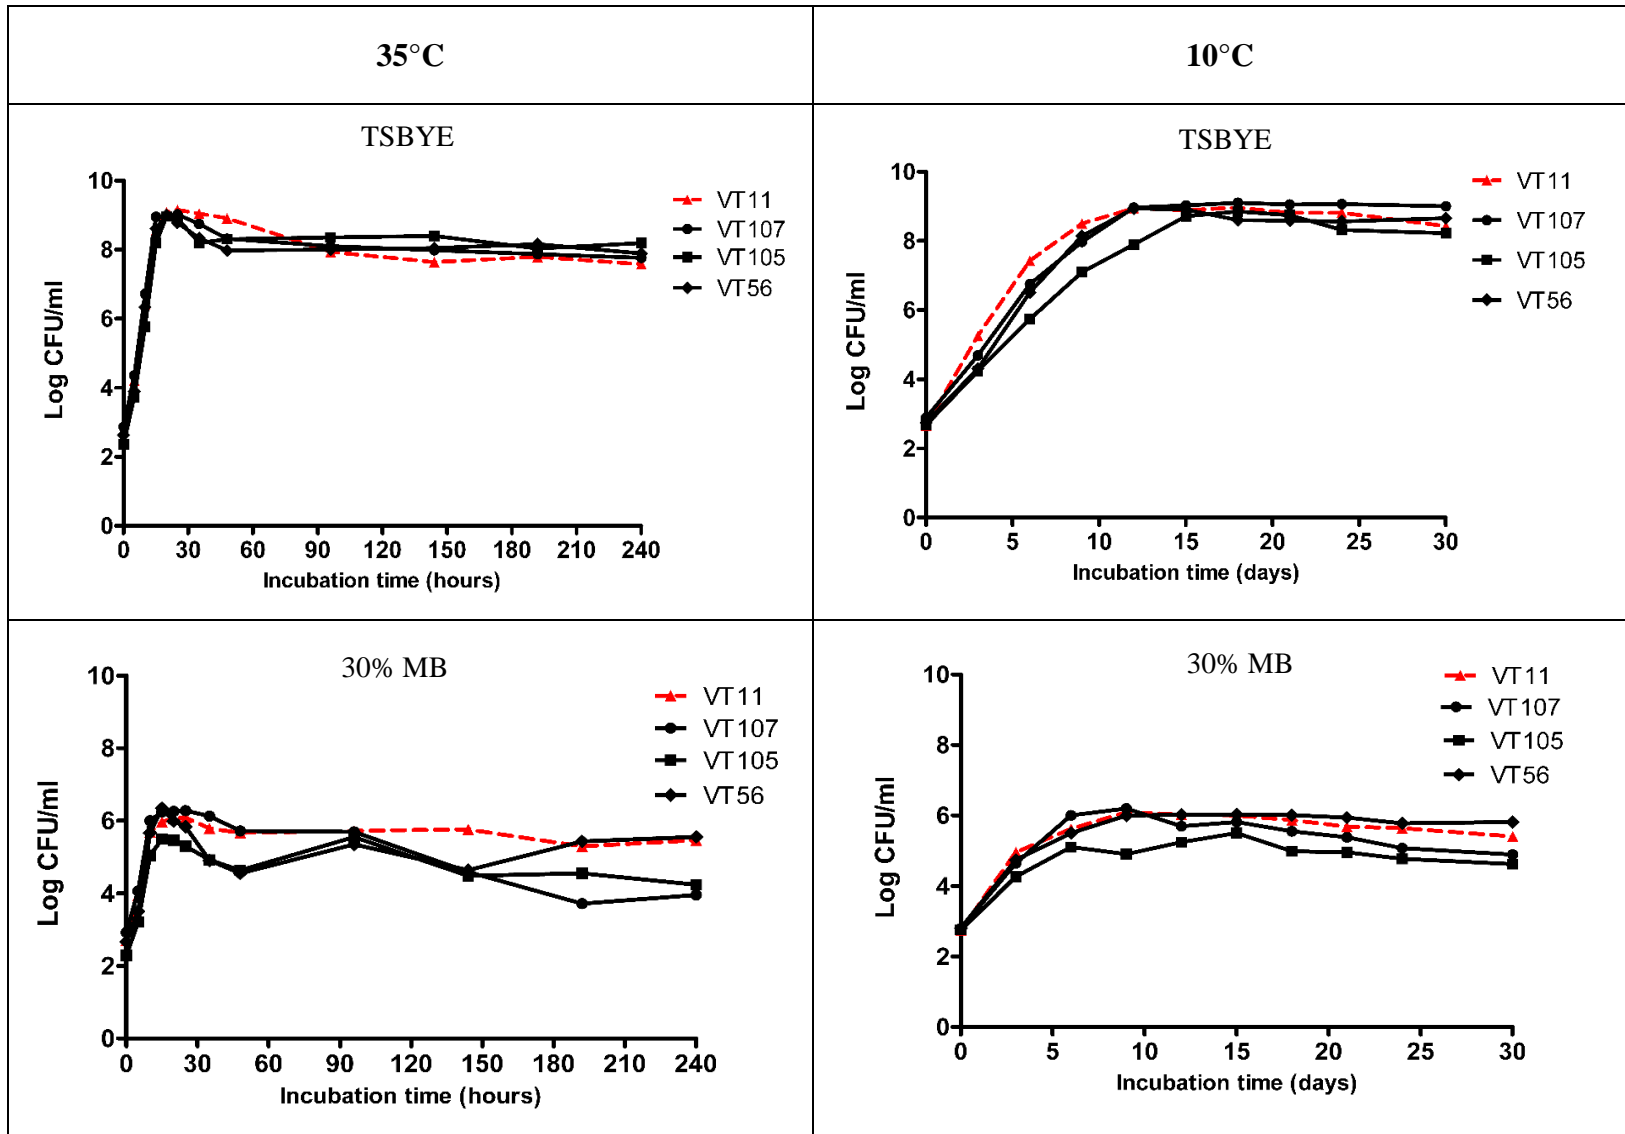 35°C
10°C
TSBYE
10
8
6
4
2
0
0 30 60 90 120 150 180 210 240
Log CFU/ml
Incubation time (hours)
VT11
VT107
VT105
VT56
TSBYE
10
8
6
4
2
0
0 5 10 15 20 25 30
Log CFU/ml
Incubation time (days)
VT11
VT107
VT105
VT56
30% MB
10
8
6
4
2
0
0 30 60 90 120 150 180 210 240
Log CFU/ml
Incubation time (hours)
VT11
VT107
VT105
VT56
30% MB
10
8
6
4
2
0
0 5 10 15 20 25 30
Log CFU/ml
Incubation time (days)
VT11
VT107
VT105
VT56